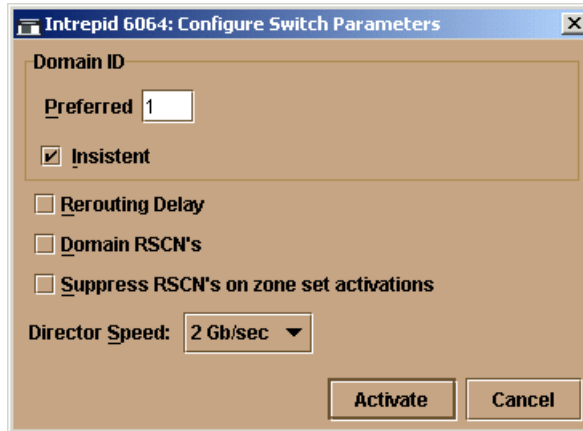 Intrepid 6064: Configure Switch Parameters
Domain ID
Preferred 1
Insistent
Rerouting Delay
Domain RSCN's
Suppress RSCN's on zone set activations
Director Speed: 2 Gb/sec
Activate Cancel